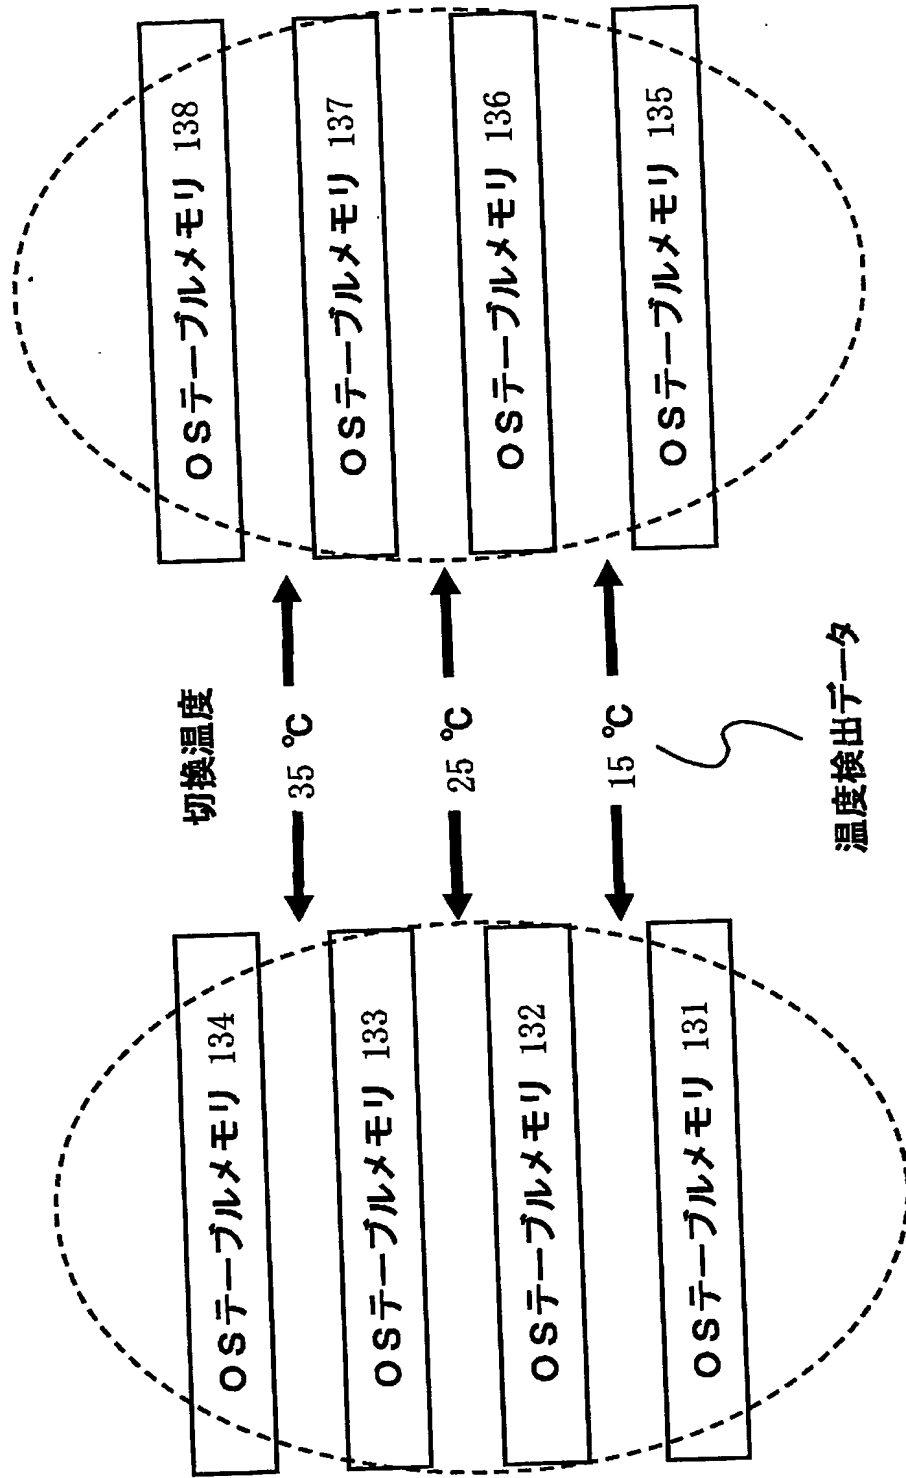 切換温度
OSテーブルメモリ 134
35 ℃
OSテーブルメモリ 138
OSテーブルメモリ 133
25 ℃
OSテーブルメモリ 137
OSテーブルメモリ 132
15 ℃
OSテーブルメモリ 136
OSテーブルメモリ 131
温度検出データ
OSテーブルメモリ 135